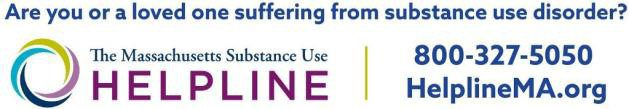 Are you or a loved one suffering from substance use disorder?
The Massachusetts Substance Use
HELPLINE
800-327-5050
HelplineMA.org